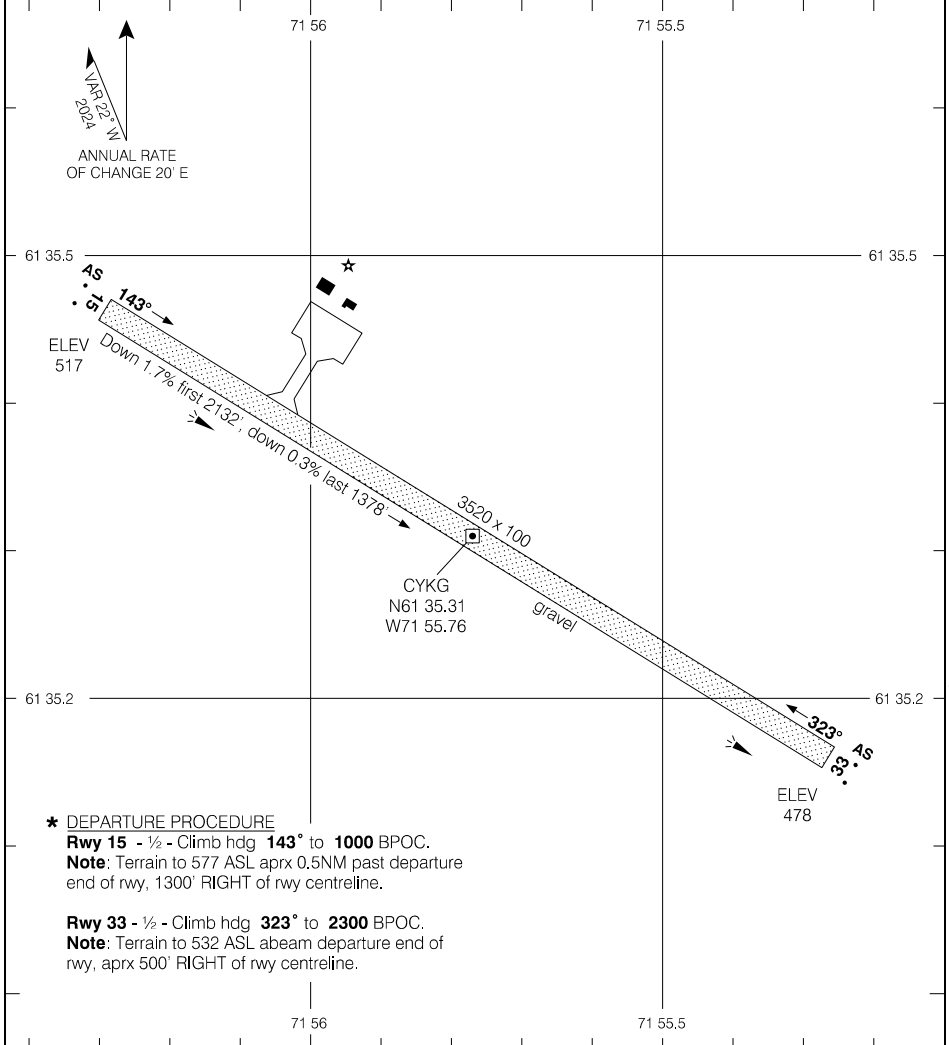 71 56
71 55.5
VAR 22° W
2024
ANNUAL RATE
OF CHANGE 20' E
61 35.5
61 35.5
AS
15
143°
ELEV
517
Down 1.7% first 2132', down 0.3% last 1378'
3520 x 100
CYKG
N61 35.31
W71 55.76
gravel
61 35.2
61 35.2
323°
AS
33
ELEV
478
* DEPARTURE PROCEDURE
Rwy 15 - ½ - Climb hdg 143° to 1000 BPOC.
Note: Terrain to 577 ASL aprx 0.5NM past departure
end of rwy, 1300' RIGHT of rwy centreline.
Rwy 33 - ½ - Climb hdg 323° to 2300 BPOC.
Note: Terrain to 532 ASL abeam departure end of
rwy, aprx 500' RIGHT of rwy centreline.
71 56
71 55.5